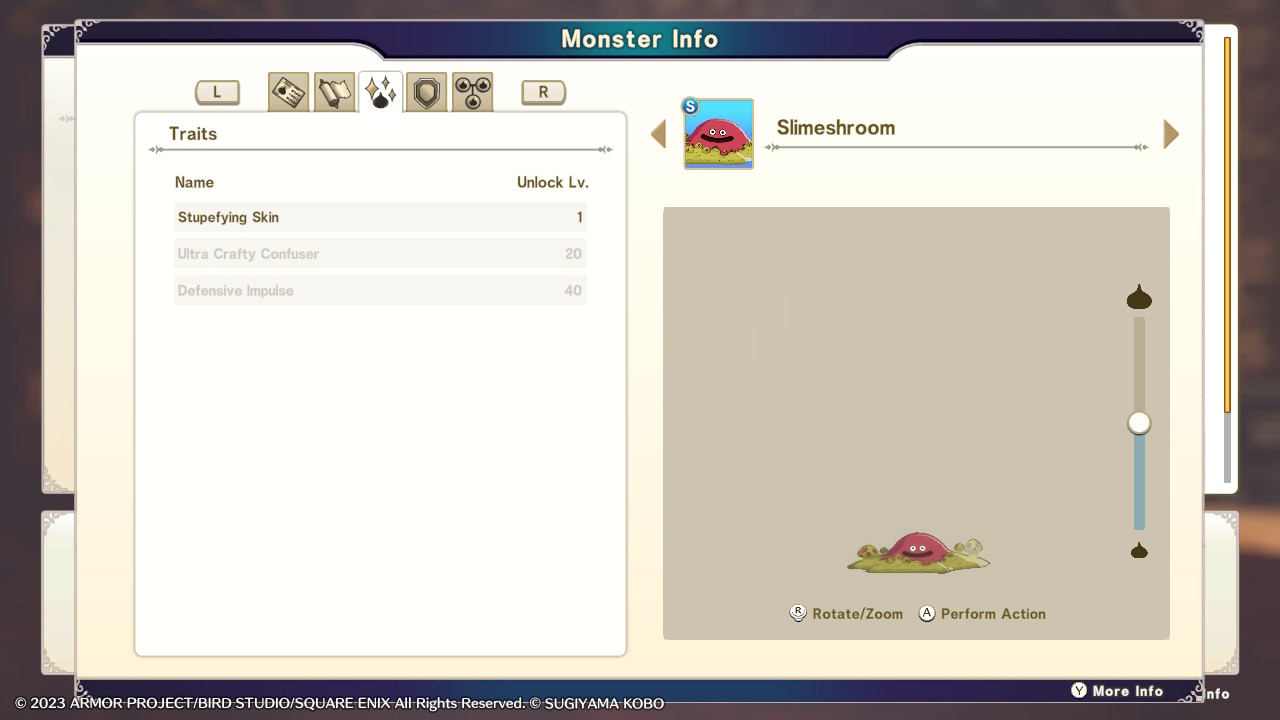 Monster Info
L
R
Traits
Name Unlock Lv.
Stupefying Skin 1
Ultra Crafty Confuser 20
Defensive Impulse 40
S
Slimeshroom
R Rotate/Zoom A Perform Action
Y More Info
Info
© 2023 ARMOR PROJECT/BIRD STUDIO/SQUARE ENIX All Rights Reserved. © SUGIYAMA KOBO